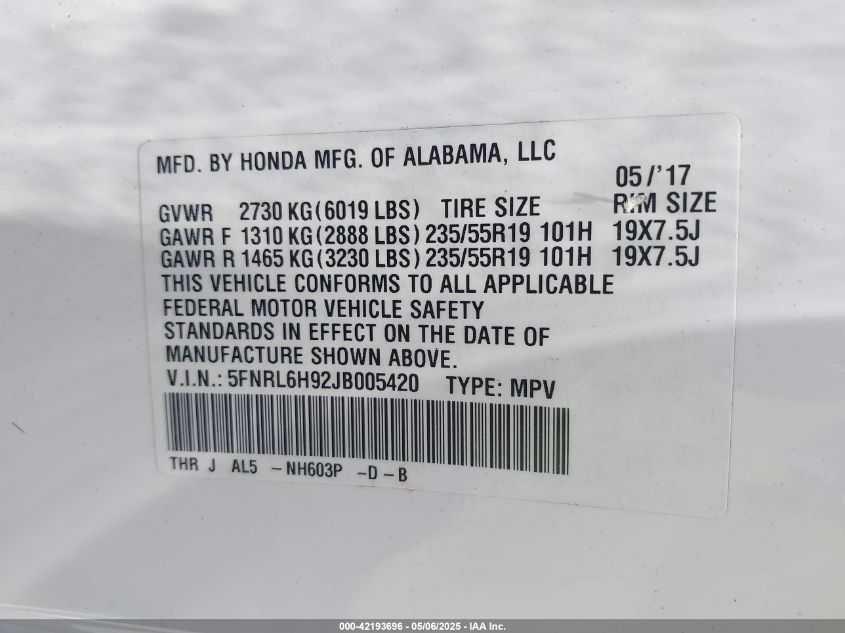 MFD. BY HONDA MFG. OF ALABAMA, LLC
05/'17
GVWR 2730 KG(6019 LBS) TIRE SIZE RIM SIZE
GAWR F 1310 KG(2888 LBS) 235/55R19 101H 19X7.5J
GAWR R 1465 KG(3230 LBS) 235/55R19 101H 19X7.5J
THIS VEHICLE CONFORMS TO ALL APPLICABLE
FEDERAL MOTOR VEHICLE SAFETY
STANDARDS IN EFFECT ON THE DATE OF
MANUFACTURE SHOWN ABOVE.
V.I.N.: 5FNRL6H92JB005420 TYPE: MPV
THR J AL5 -NH603P -D-B
000-42193696 - 05/06/2025 - IAA Inc.